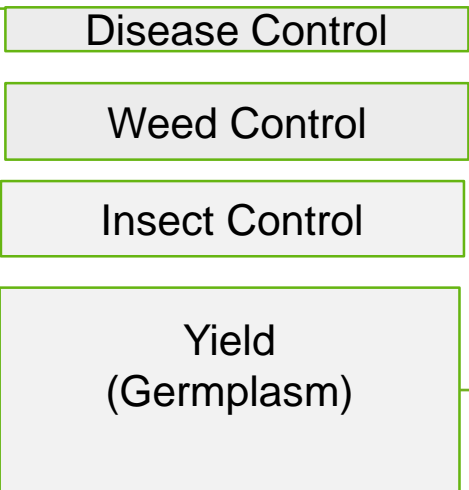 Disease Control
Weed Control
Insect Control
Yield
(Germplasm)